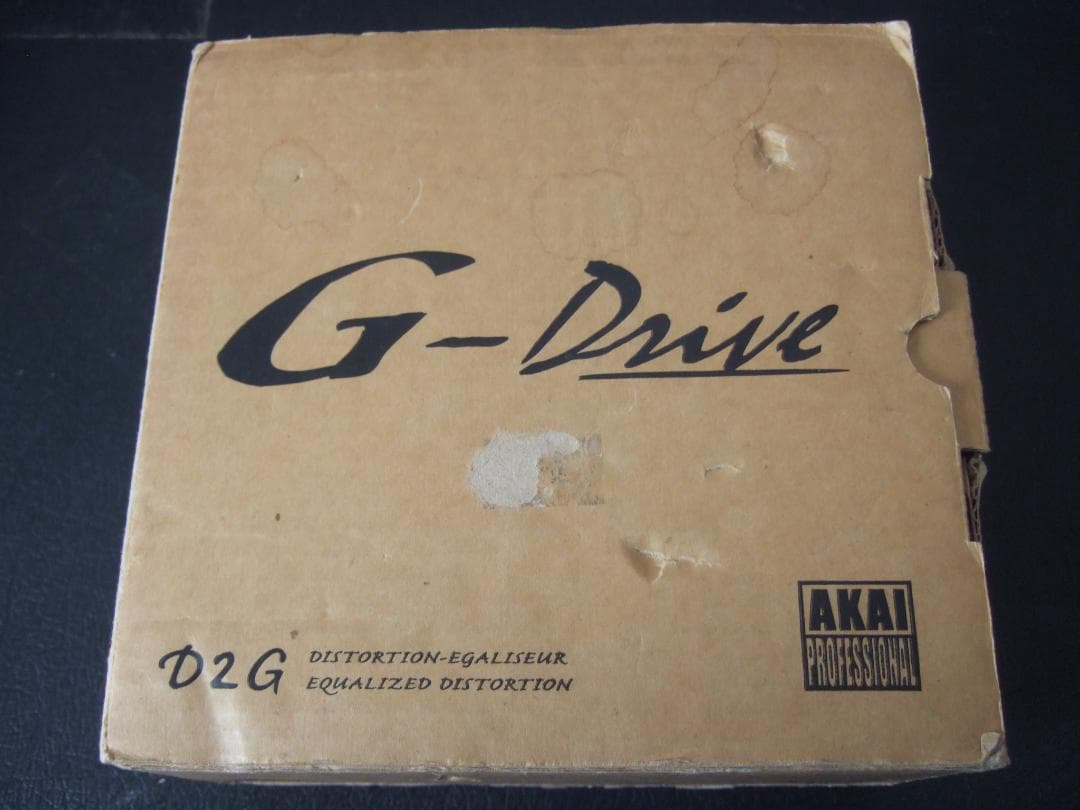 G-Drive
D2G
DISTORTION-EGALISEUR
EQUALIZED DISTORTION
AKAI
PROFESSIONAL